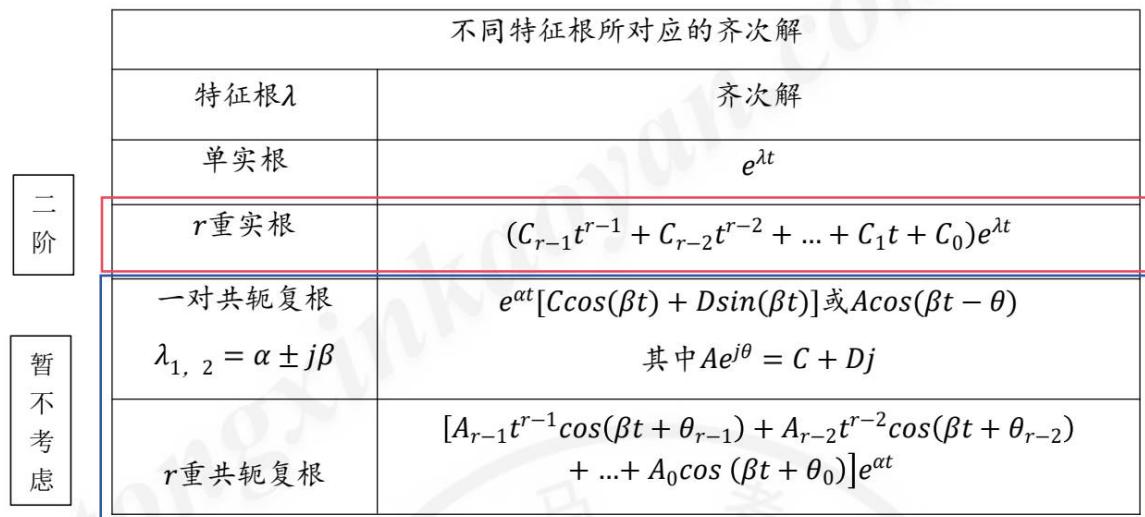 不同特征根所对应的齐次解
特征根λ 齐次解
单实根 e^{λt}
二阶
r重实根 (C_{r−1}t^{r−1} + C_{r−2}t^{r−2} + ... + C_1t + C_0)e^{λt}
一对共轭复根 e^{αt}[Ccos(βt) + Dsin(βt)]或Acos(βt − θ)
λ_{1, 2} = α ± jβ 其中Ae^{jθ} = C + Dj
暂不考虑
[A_{r−1}t^{r−1}cos(βt + θ_{r−1}) + A_{r−2}t^{r−2}cos(βt + θ_{r−2})
r重共轭复根 + ...+ A_0cos (βt + θ_0)]e^{αt}